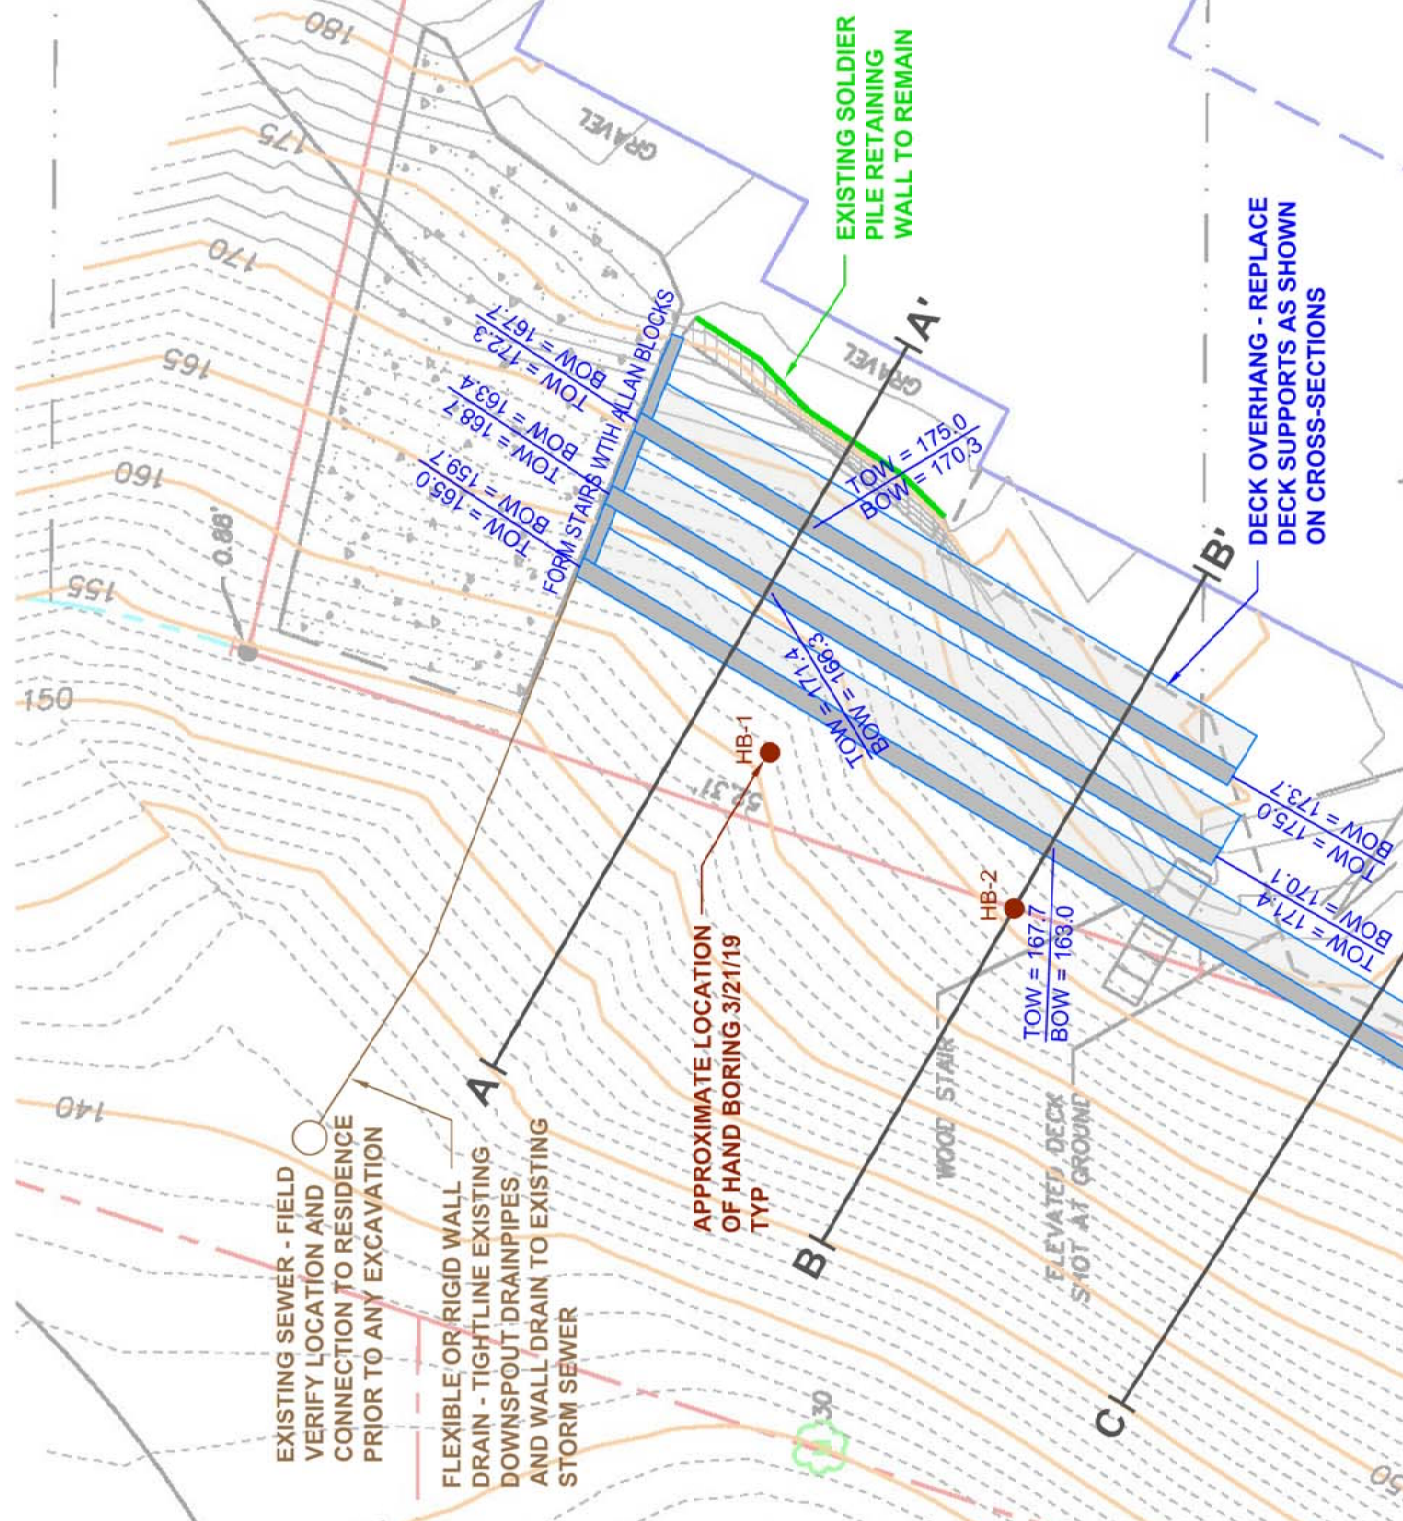 180
175
170
165
160
155
150
140
30
0.88'
52.31'
GRAVEL
EXISTING SOLDIER
PILE RETAINING
WALL TO REMAIN
GRAVEL
A'
TOW = 172.3
BOW = 167.7
TOW = 168.7
BOW = 163.4
TOW = 165.0
BOW = 159.7
FORM STAIRS WTIH ALLAN BLOCKS
TOW = 175.0
BOW = 170.3
TOW = 171.4
BOW = 166.3
B'
DECK OVERHANG - REPLACE
DECK SUPPORTS AS SHOWN
ON CROSS-SECTIONS
HB-1
HB-2
TOW = 167.7
BOW = 163.0
TOW = 175.0
BOW = 173.7
TOW = 171.4
BOW = 170.1
APPROXIMATE LOCATION
OF HAND BORING 3/21/19
TYP
WOOD STAIR
ELEVATED DECK
SHOT AT GROUND
A
B
C
EXISTING SEWER - FIELD
VERIFY LOCATION AND
CONNECTION TO RESIDENCE
PRIOR TO ANY EXCAVATION
FLEXIBLE OR RIGID WALL
DRAIN - TIGHTLINE EXISTING
DOWNSPOUT DRAINPIPES
AND WALL DRAIN TO EXISTING
STORM SEWER